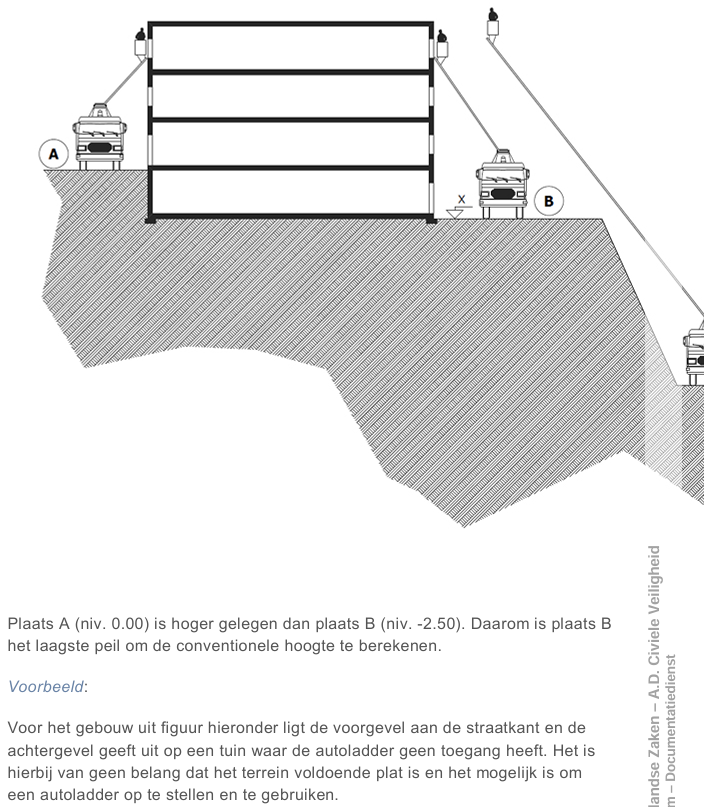 A
X
B
Plaats A (niv. 0.00) is hoger gelegen dan plaats B (niv. -2.50). Daarom is plaats B
het laagste peil om de conventionele hoogte te berekenen.
Voorbeeld:
Voor het gebouw uit figuur hieronder ligt de voorgevel aan de straatkant en de
achtergevel geeft uit op een tuin waar de autoladder geen toegang heeft. Het is
hierbij van geen belang dat het terrein voldoende plat is en het mogelijk is om
een autoladder op te stellen en te gebruiken.
landse Zaken – A.D. Civiele Veiligheid
m – Documentatiedienst